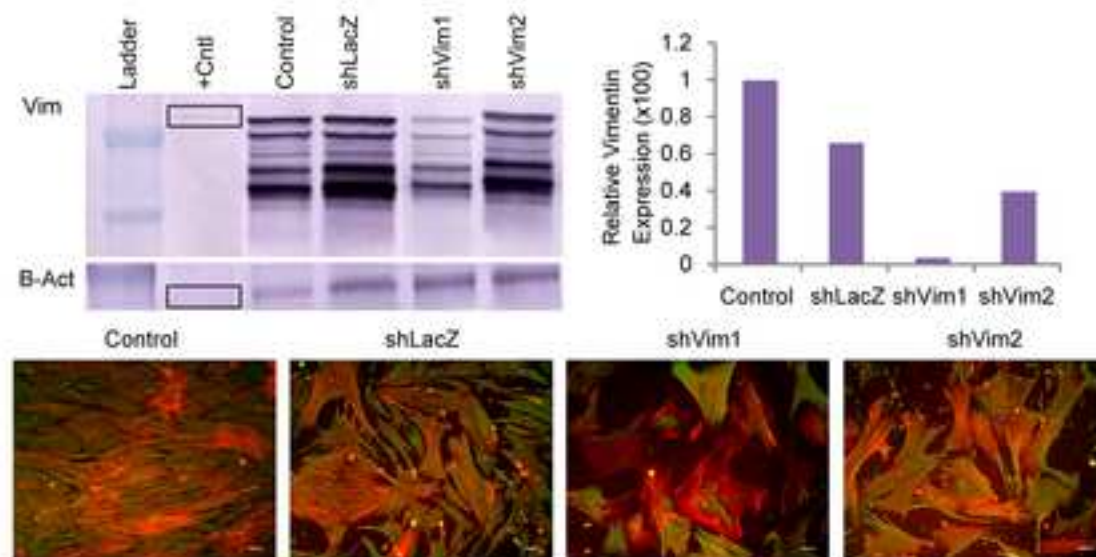 Ladder
+Cntl
Control
shLacZ
shVim1
shVim2
Vim
B-Act
Relative Vimentin
Expression (x100)
1.2
1
0.8
0.6
0.4
0.2
0
Control shLacZ shVim1 shVim2
Control shLacZ shVim1 shVim2